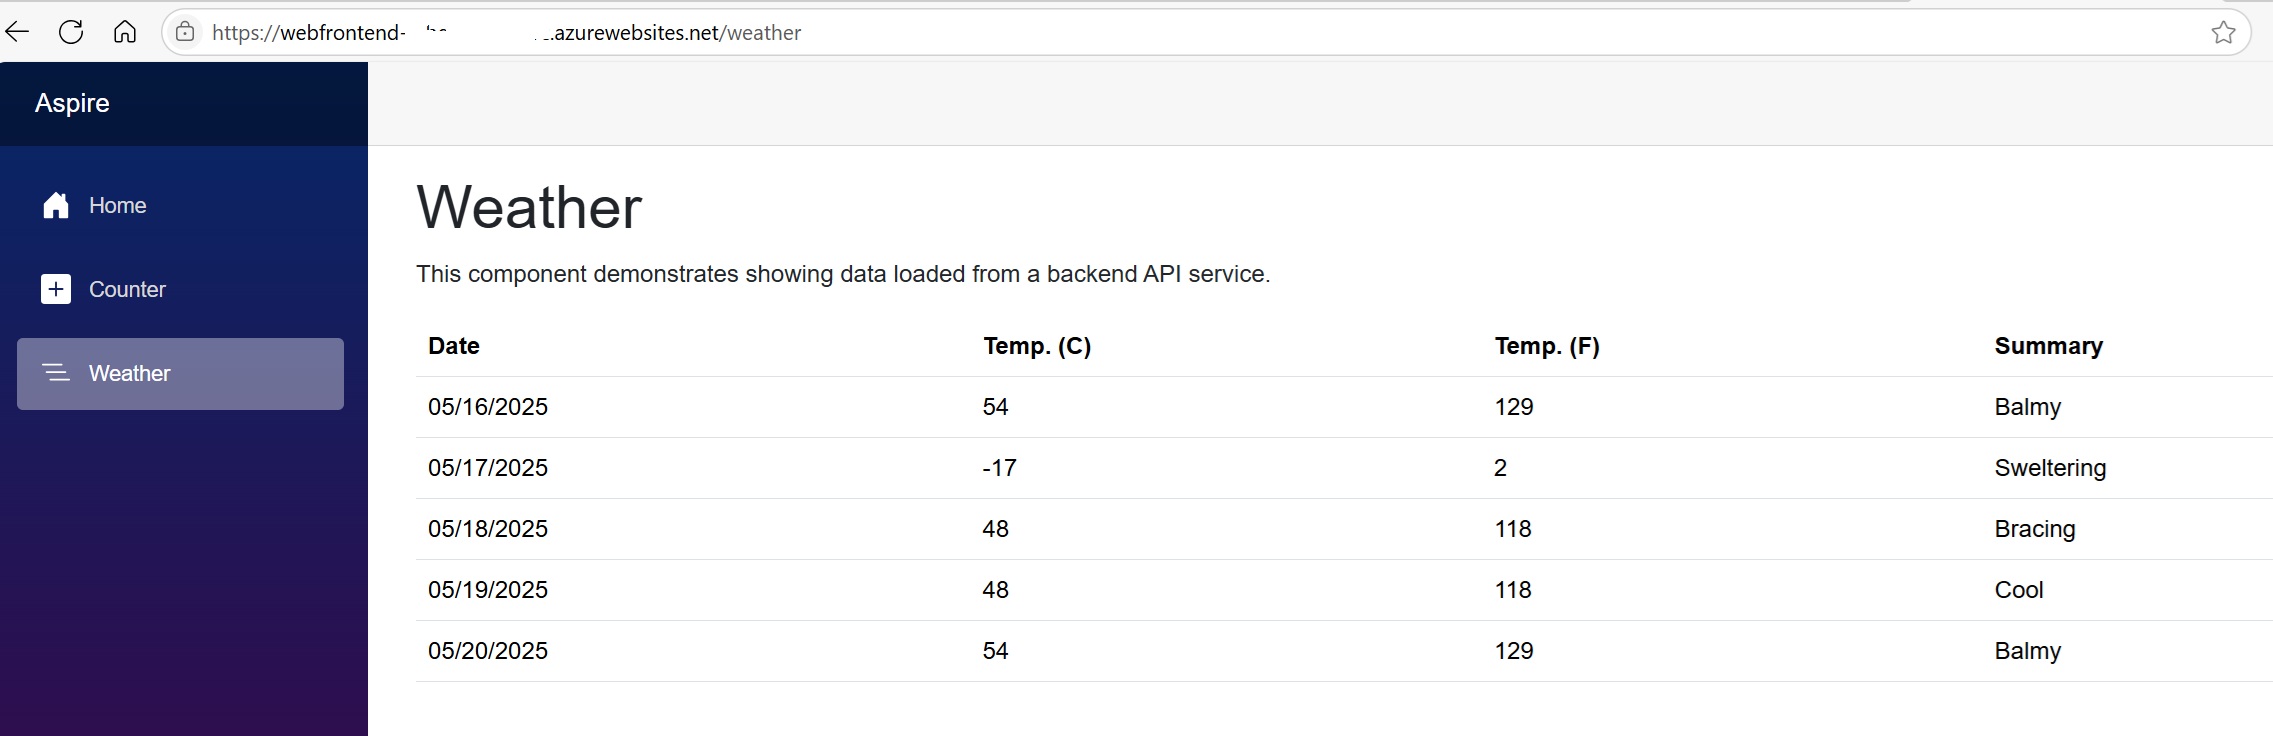 https://webfrontend- .azurewebsites.net/weather
Aspire
Home
Counter
Weather
Weather
This component demonstrates showing data loaded from a backend API service.
Date Temp. (C) Temp. (F) Summary
05/16/2025 54 129 Balmy
05/17/2025 -17 2 Sweltering
05/18/2025 48 118 Bracing
05/19/2025 48 118 Cool
05/20/2025 54 129 Balmy